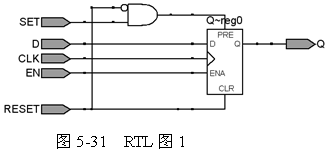 Q~reg0
SET
PRE
D
D
Q
Q
CLK
EN
ENA
CLR
RESET
图 5-31 RTL 图 1